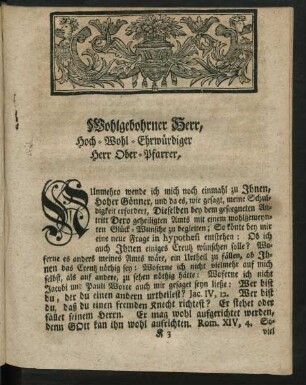 Wohlgebohrner Herr,
Hoch-Wohl-Ehrwürdiger
Herr Ober-Pfarrer,
Nunmehro wende ich mich noch einmahl zu Ihnen,
Hoher Gönner, und da es, wie gesagt, meine Schul-
digkeit erfordert, Dieselben bey dem gesegneten An-
tritt Dero geheiligten Amts mit einem wohlgemeyn-
ten Glück-Wunsche zu begleiten; So könte bey mir
eine neue Frage in hypothesi entstehen: Ob ich
auch Ihnen einiges Creutz wünschen solle? Wo-
ferne es anders meines Amts wäre, ein Urtheil zu fällen, ob Ih-
nen das Creutz nöthig sey: Woferne ich nicht vielmehr auf mich
selbst, als auf andre, zu sehen nöthig hätte: Woferne ich nicht
Jacobi und Pauli Worte auch mir gesaget seyn liesse: Wer bist
du, der du einen andern urtheilest? Jac. IV, 12. Wer bist
du, daß du einen fremden Knecht richtest? Er stehet oder
fället seinem Herrn. Er mag wohl aufgerichtet werden,
denn GOtt kan ihn wohl aufrichten. Rom. XIV, 4. So-
K 3 viel